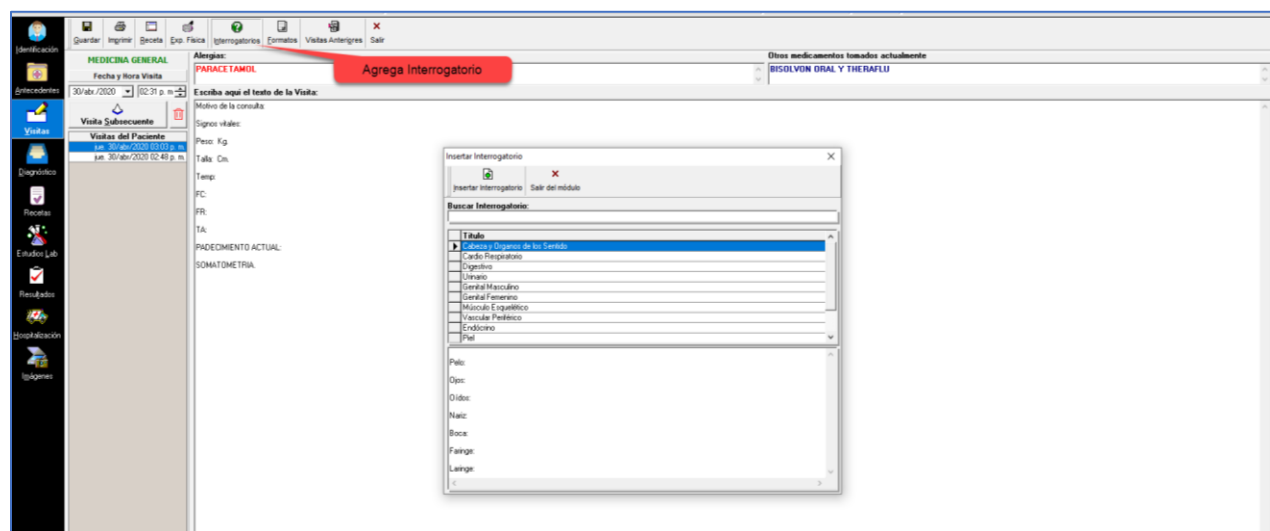 Guardar Imprimir Receta Exp. Física Interrogatorios Formatos Visitas Anteriores Salir
Agrega Interrogatorio
Identificación
Antecedentes
Visitas
Diagnóstico
Recetas
Estudios Lab
Resultados
Hospitalización
Imágenes
MEDICINA GENERAL
Fecha y Hora Visita
30/abr./2020 02:31 p. m
Visita Subsecuente
Visitas del Paciente
jue. 30/abr/2020 03:03 p. m.
jue. 30/abr/2020 02:48 p. m.
Alergias:
PARACETAMOL
Otros medicamentos tomados actualmente
BISOLVON ORAL Y THERAFLU
Escriba aqui el texto de la Visita:
Motivo de la consulta:
Signos vitales:
Peso: Kg.
Talla: Cm.
Temp:
FC:
FR:
TA:
PADECIMIENTO ACTUAL:
SOMATOMETRIA.
Insertar Interrogatorio
Insertar Interrogatorio Salir del módulo
Buscar Interrogatorio:
Titulo
Cabeza y Organos de los Sentido
Cardio Respiratorio
Digestivo
Urinario
Genital Masculino
Genital Femenino
Músculo Esquelético
Vascular Periférico
Endócrino
Piel
Pelo:
Ojos:
Oídos:
Nariz:
Boca:
Faringe:
Laringe: